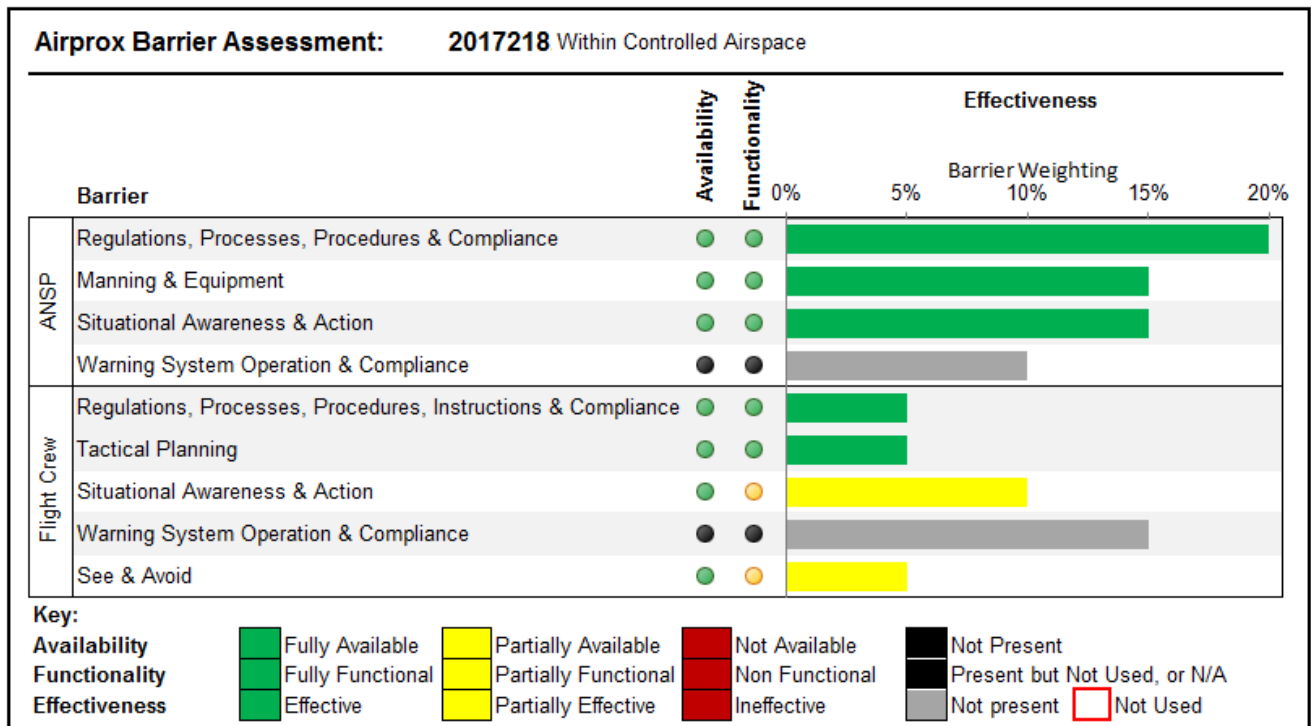 Airprox Barrier Assessment: 2017218 Within Controlled Airspace
Availability
Functionality
Effectiveness
Barrier Weighting
Barrier
0% 5% 10% 15% 20%
ANSP
Regulations, Processes, Procedures & Compliance
Manning & Equipment
Situational Awareness & Action
Warning System Operation & Compliance
Flight Crew
Regulations, Processes, Procedures, Instructions & Compliance
Tactical Planning
Situational Awareness & Action
Warning System Operation & Compliance
See & Avoid
Key:
Availability Fully Available Partially Available Not Available Not Present
Functionality Fully Functional Partially Functional Non Functional Present but Not Used, or N/A
Effectiveness Effective Partially Effective Ineffective Not present Not Used